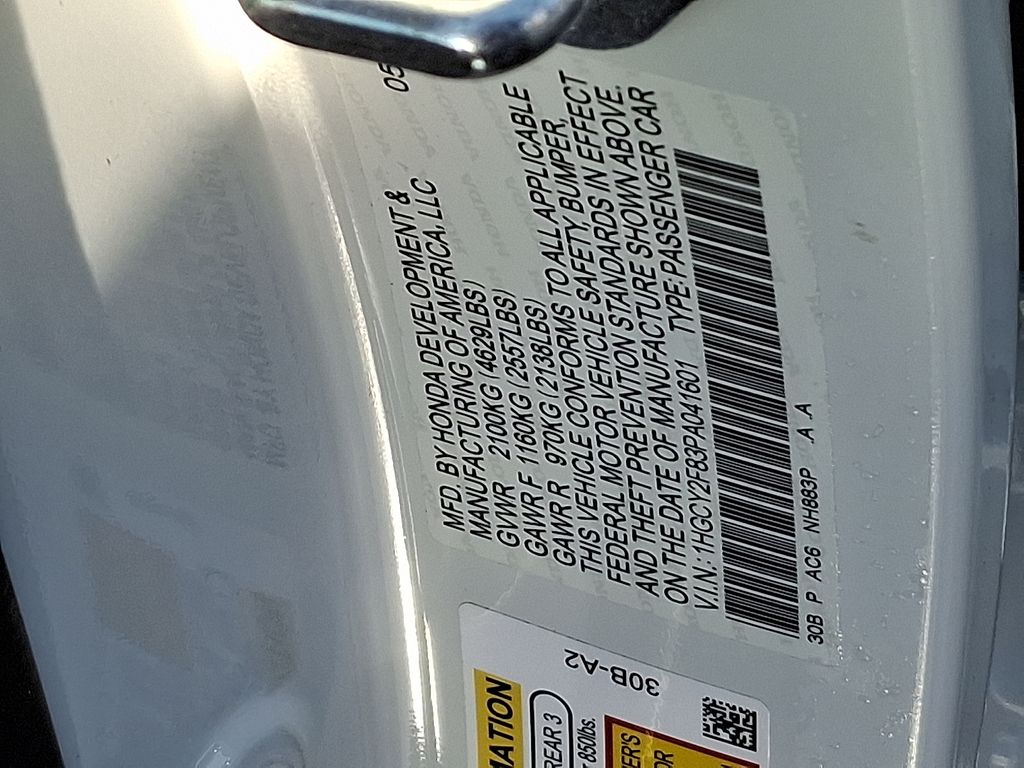 05
MFD. BY HONDA DEVELOPMENT &
MANUFACTURING OF AMERICA, LLC
GVWR 2100KG (4629LBS)
GAWR F 1160KG (2557LBS)
GAWR R 970KG (2138LBS)
THIS VEHICLE CONFORMS TO ALL APPLICABLE
FEDERAL MOTOR VEHICLE SAFETY, BUMPER,
AND THEFT PREVENTION STANDARDS IN EFFECT
ON THE DATE OF MANUFACTURE SHOWN ABOVE.
V.I.N.: 1HGCY2F83PA041601 TYPE: PASSENGER CAR
30B P AC6 NH883P A A
30B-A2
MATION
REAR 3
850lbs.